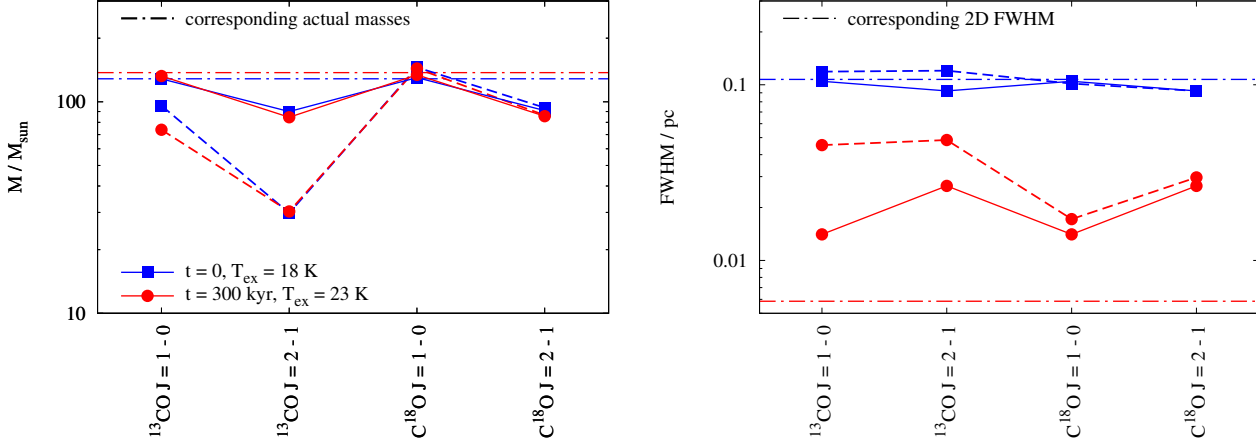 corresponding actual masses
100
10
M / M_sun
t = 0, T_ex = 18 K
t = 300 kyr, T_ex = 23 K
¹³CO J = 1 - 0
¹³CO J = 2 - 1
C¹⁸O J = 1 - 0
C¹⁸O J = 2 - 1
corresponding 2D FWHM
0.1
0.01
FWHM / pc
¹³CO J = 1 - 0
¹³CO J = 2 - 1
C¹⁸O J = 1 - 0
C¹⁸O J = 2 - 1